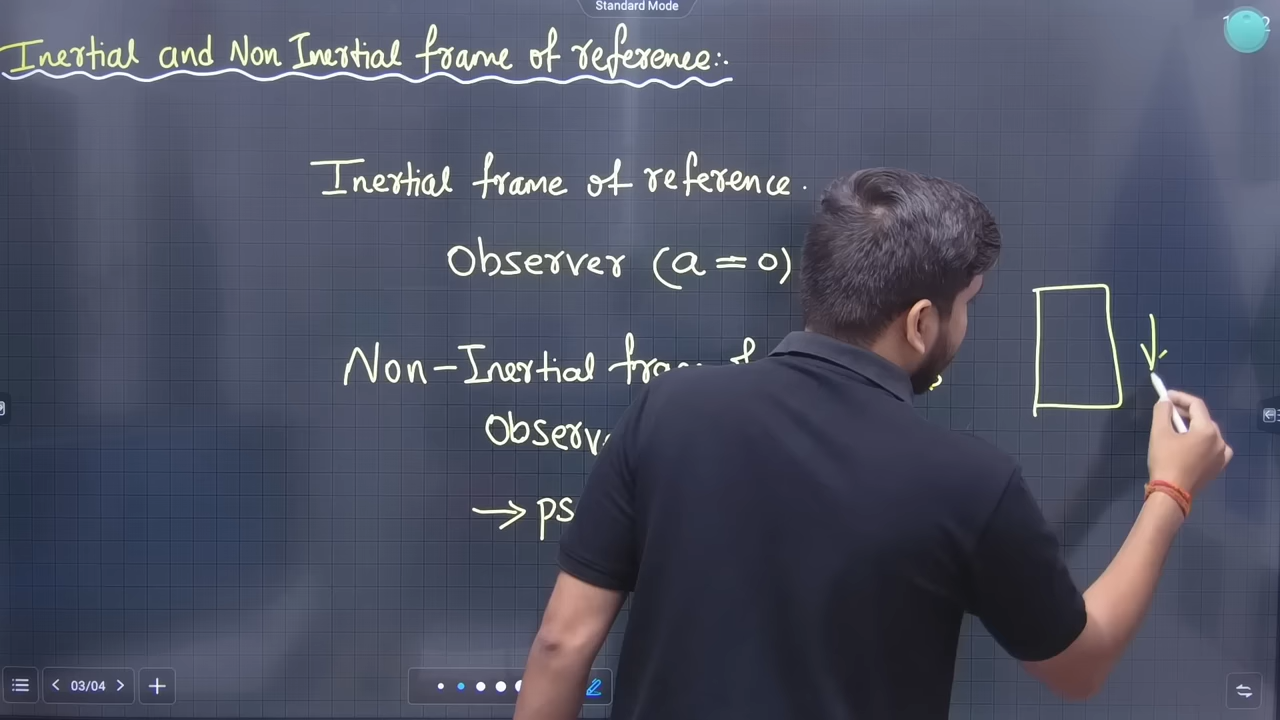 Standard Mode
Inertial and Non Inertial frame of reference:.
Inertial frame of reference.
Observer (a = 0)
Non-Inertial
→
03/04